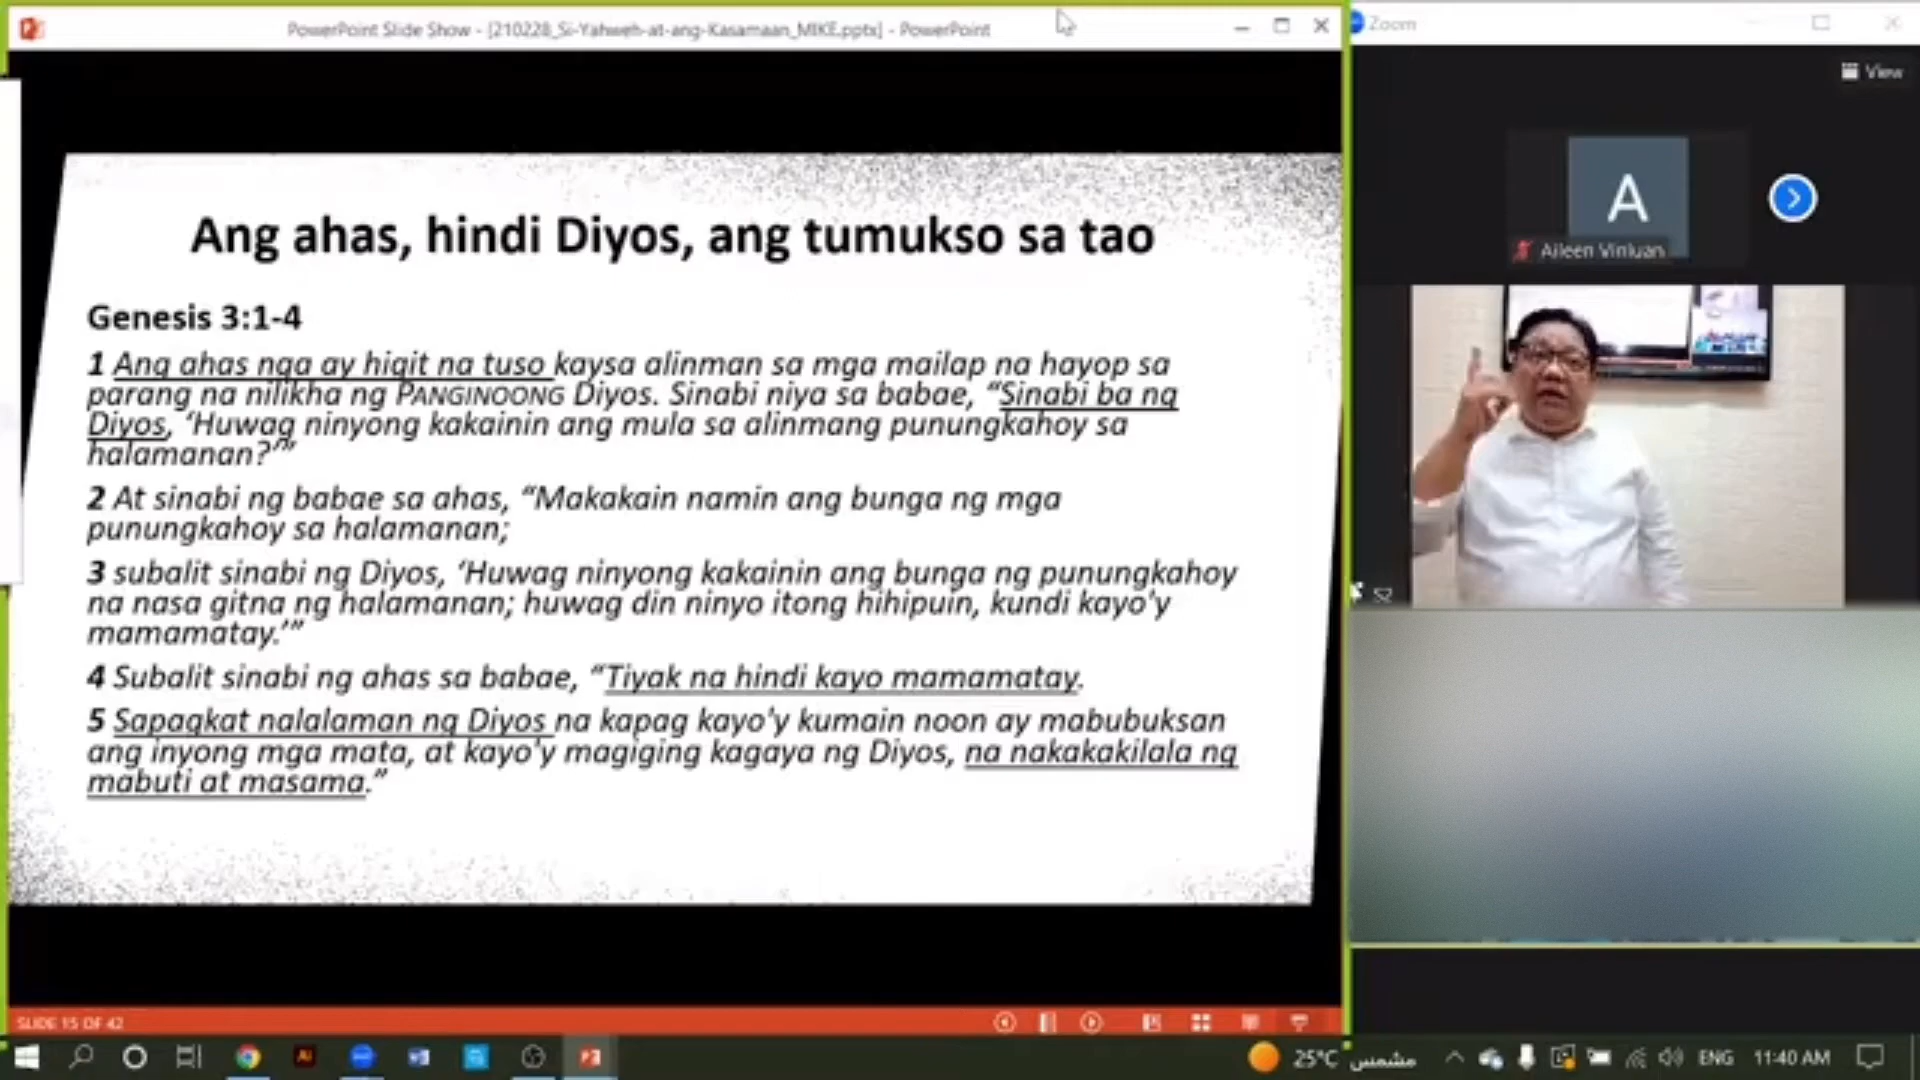 PowerPoint Slide Show - [210228_Si-Yahweh-at-ang-Kasamaan_MIKE.pptx] - PowerPoint
Zoom
View
Ang ahas, hindi Diyos, ang tumukso sa tao
Genesis 3:1-4
1 Ang ahas nga ay higit na tuso kaysa alinman sa mga mailap na hayop sa
parang na nilikha ng PANGINOONG Diyos. Sinabi niya sa babae, “Sinabi ba ng
Diyos, ‘Huwag ninyong kakainin ang mula sa alinmang punungkahoy sa
halamanan?’”
2 At sinabi ng babae sa ahas, “Makakain namin ang bunga ng mga
punungkahoy sa halamanan;
3 subalit sinabi ng Diyos, ‘Huwag ninyong kakainin ang bunga ng punungkahoy
na nasa gitna ng halamanan; huwag din ninyo itong hihipuin, kundi kayo'y
mamamatay.’”
4 Subalit sinabi ng ahas sa babae, “Tiyak na hindi kayo mamamatay.
5 Sapagkat nalalaman ng Diyos na kapag kayo'y kumain noon ay mabubuksan
ang inyong mga mata, at kayo'y magiging kagaya ng Diyos, na nakakakilala ng
mabuti at masama.”
A
Aileen Vinluan
SLIDE 15 OF 42
Ai
25°C مشمس
ENG
11:40 AM